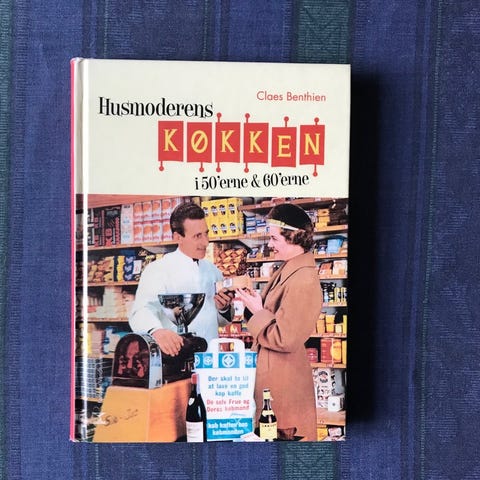 Claes Benthien
Husmoderens
KØKKEN
i 50'erne & 60'erne
Der skal to til
at lave en god
kop kaffe
De selv Frue og
Deres købmand
køb kaffen hos
købmanden